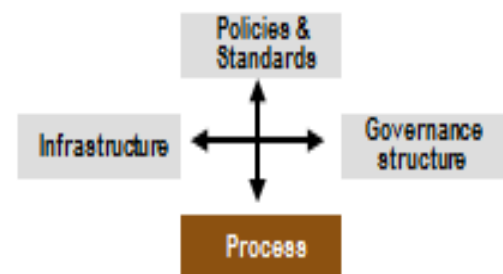 Policies &
Standards
Infrastructure
Governance
structure
Process